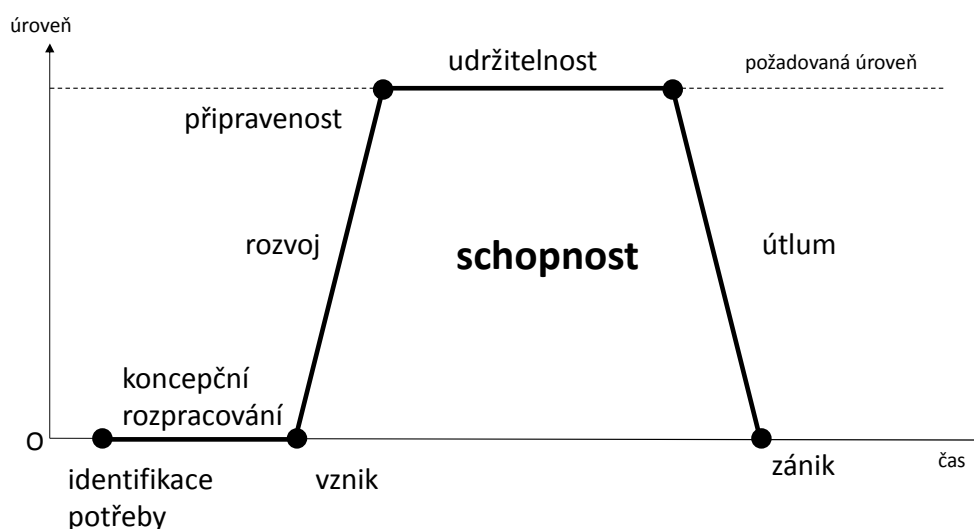 úroveň
udržitelnost
požadovaná úroveň
připravenost
rozvoj
schopnost
útlum
koncepční
rozpracování
O
čas
identifikace
potřeby
vznik
zánik